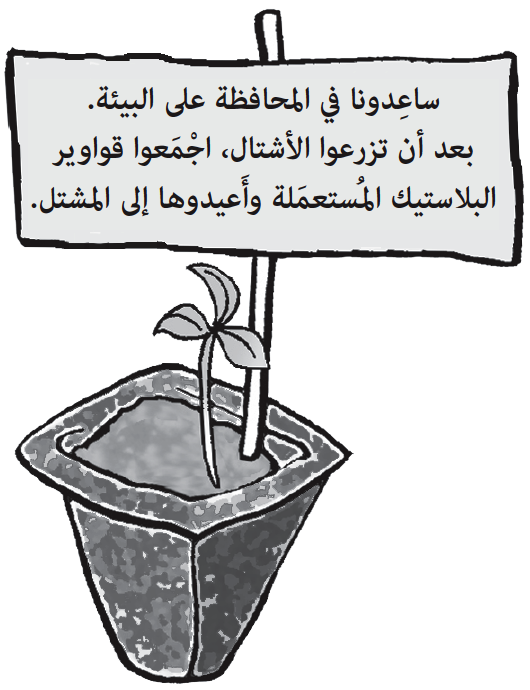 ساعِدونا في المحافظة على البيئة.
بعد أن تزرعوا الأشتال، اجْمَعوا قواوير
البلاستيك المُستعمَلة وأَعيدوها إلى المشتل.